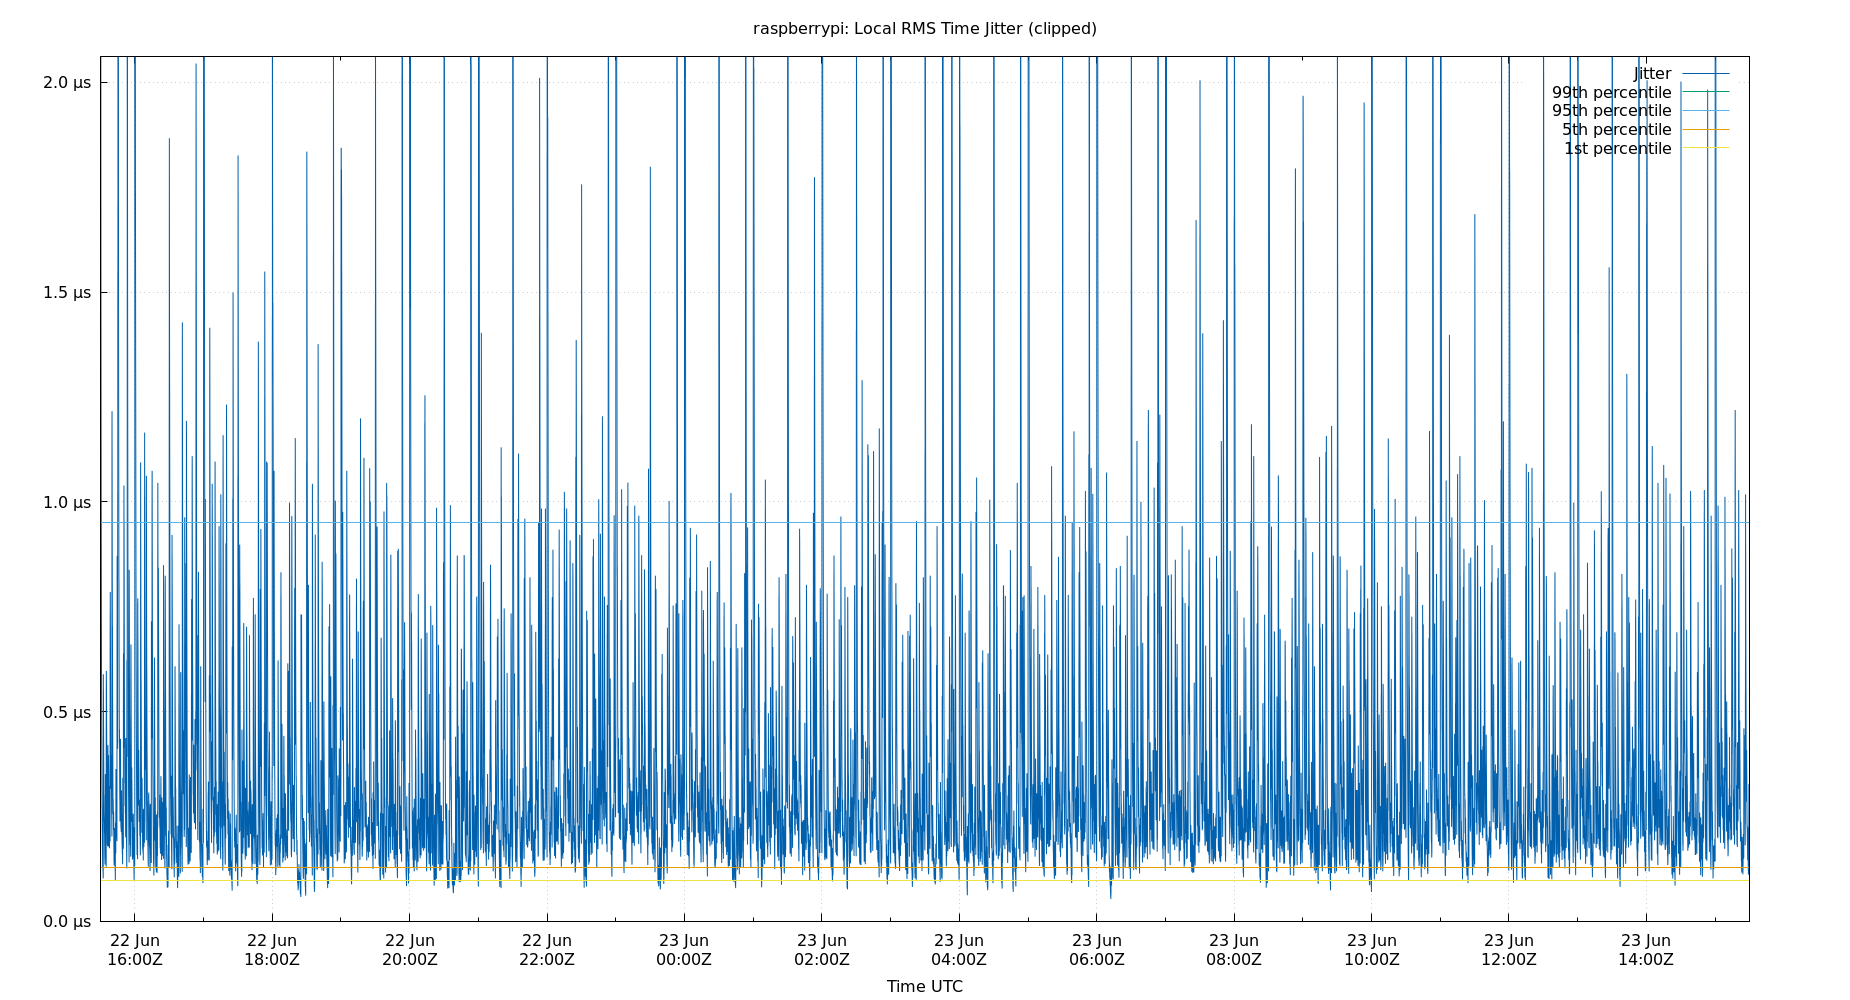 raspberrypi: Local RMS Time Jitter (clipped)
2.0 µs
1.5 µs
1.0 µs
0.5 µs
0.0 µs
Jitter
99th percentile
95th percentile
5th percentile
1st percentile
22 Jun 22 Jun 22 Jun 22 Jun 23 Jun 23 Jun 23 Jun 23 Jun 23 Jun 23 Jun 23 Jun 23 Jun
16:00Z 18:00Z 20:00Z 22:00Z 00:00Z 02:00Z 04:00Z 06:00Z 08:00Z 10:00Z 12:00Z 14:00Z
Time UTC